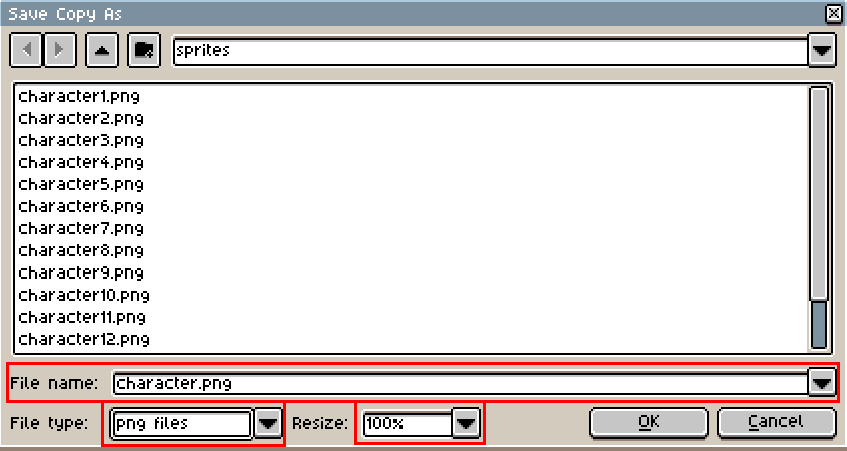 Save Copy As
sprites
character1.png
character2.png
character3.png
character4.png
character5.png
character6.png
character7.png
character8.png
character9.png
character10.png
character11.png
character12.png
File name: character.png
File type: png files Resize: 100% OK Cancel